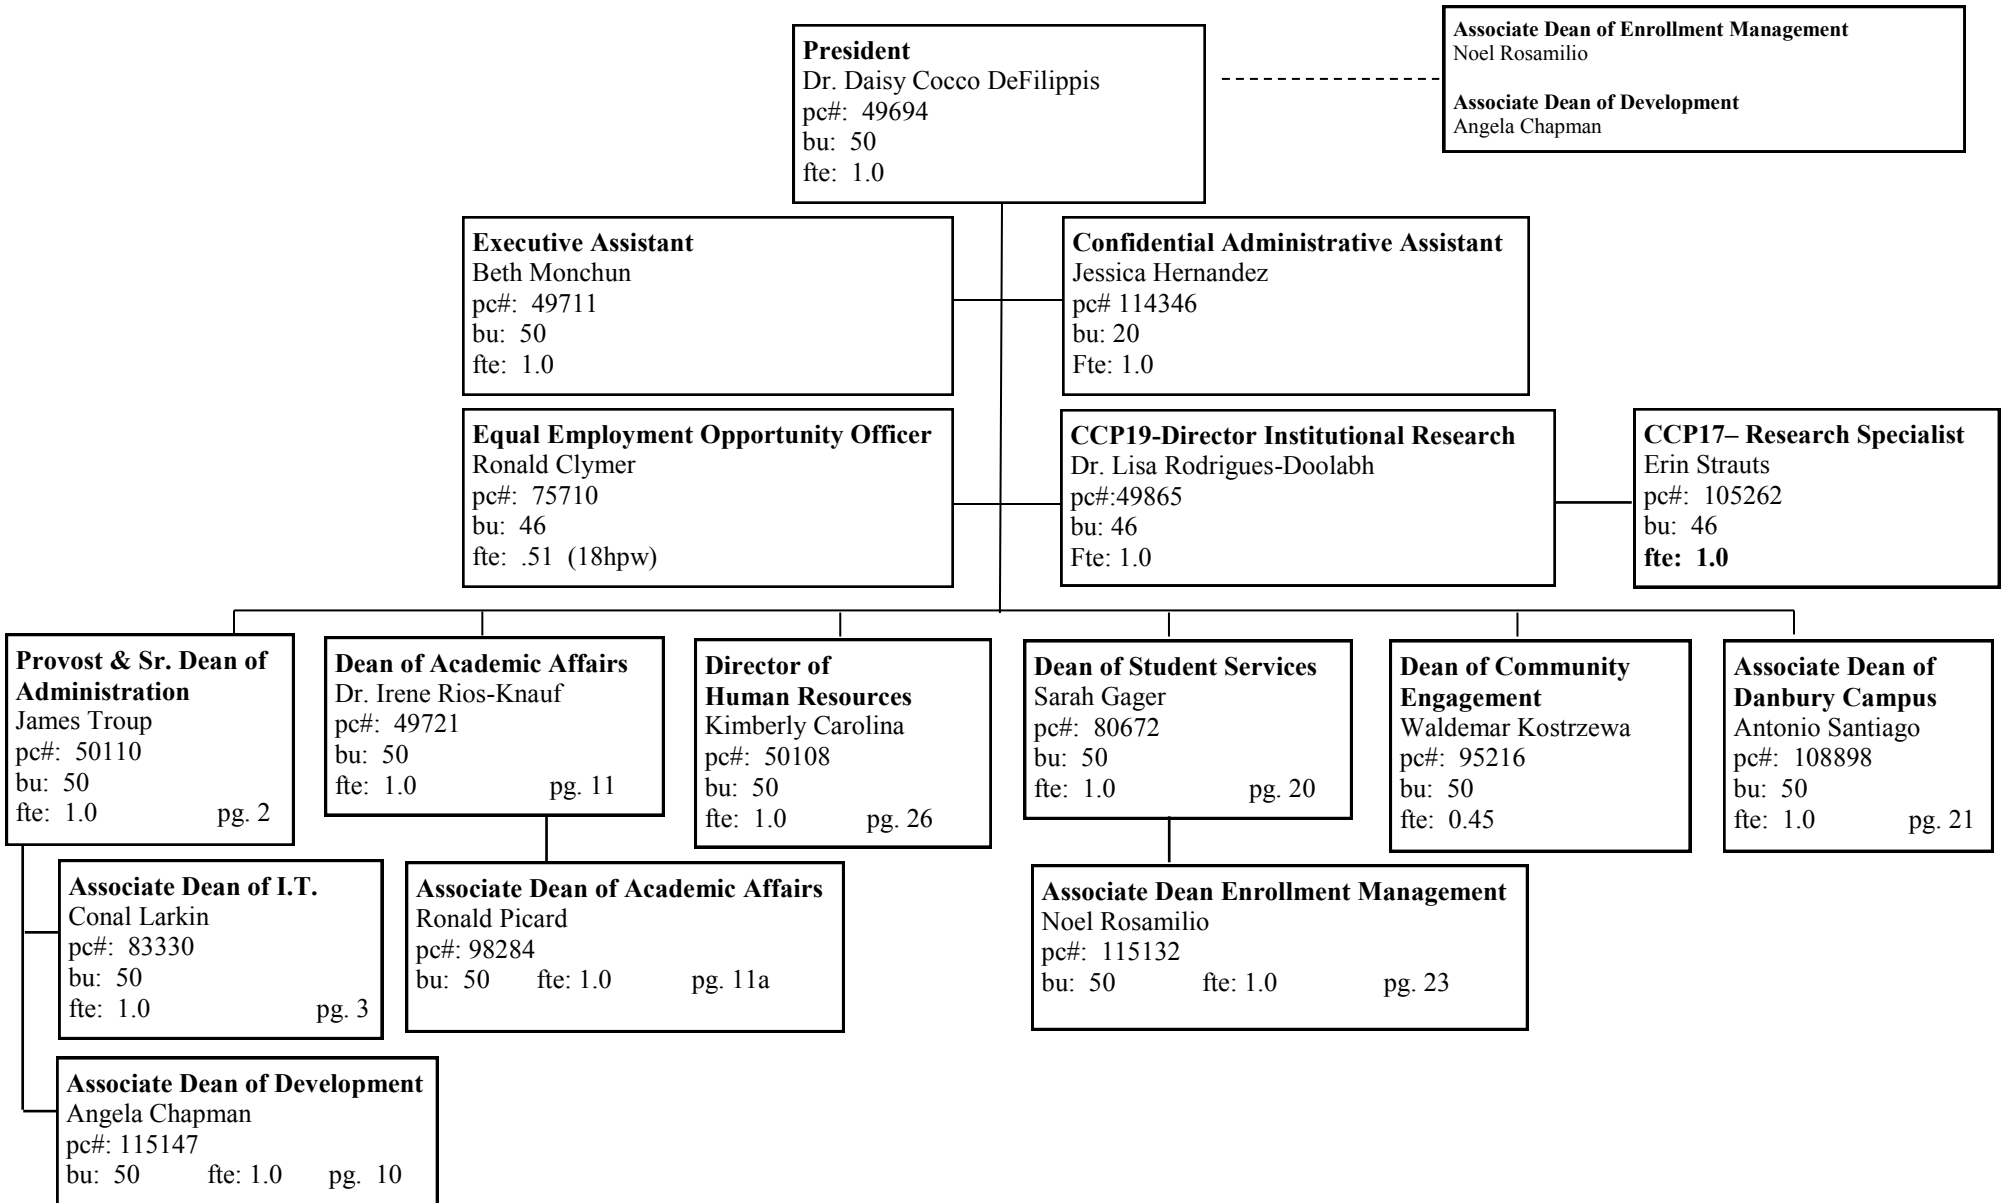 President
Dr. Daisy Cocco DeFilippis
pc#: 49694
bu: 50
fte: 1.0
Associate Dean of Enrollment Management
Noel Rosamilio
Associate Dean of Development
Angela Chapman
Executive Assistant
Beth Monchun
pc#: 49711
bu: 50
fte: 1.0
Confidential Administrative Assistant
Jessica Hernandez
pc# 114346
bu: 20
Fte: 1.0
Equal Employment Opportunity Officer
Ronald Clymer
pc#: 75710
bu: 46
fte: .51 (18hpw)
CCP19-Director Institutional Research
Dr. Lisa Rodrigues-Doolabh
pc#:49865
bu: 46
Fte: 1.0
CCP17– Research Specialist
Erin Strauts
pc#: 105262
bu: 46
fte: 1.0
Provost & Sr. Dean of
Administration
James Troup
pc#: 50110
bu: 50
fte: 1.0 pg. 2
Dean of Academic Affairs
Dr. Irene Rios-Knauf
pc#: 49721
bu: 50
fte: 1.0 pg. 11
Director of
Human Resources
Kimberly Carolina
pc#: 50108
bu: 50
fte: 1.0 pg. 26
Dean of Student Services
Sarah Gager
pc#: 80672
bu: 50
fte: 1.0 pg. 20
Dean of Community
Engagement
Waldemar Kostrzewa
pc#: 95216
bu: 50
fte: 0.45
Associate Dean of
Danbury Campus
Antonio Santiago
pc#: 108898
bu: 50
fte: 1.0 pg. 21
Associate Dean of I.T.
Conal Larkin
pc#: 83330
bu: 50
fte: 1.0 pg. 3
Associate Dean of Academic Affairs
Ronald Picard
pc#: 98284
bu: 50 fte: 1.0 pg. 11a
Associate Dean Enrollment Management
Noel Rosamilio
pc#: 115132
bu: 50 fte: 1.0 pg. 23
Associate Dean of Development
Angela Chapman
pc#: 115147
bu: 50 fte: 1.0 pg. 10